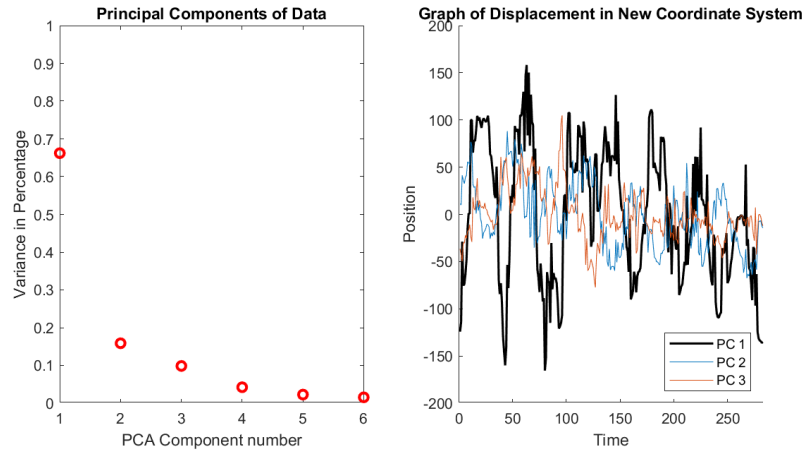 Principal Components of Data
1
0.9
0.8
0.7
0.6
0.5
0.4
0.3
0.2
0.1
0
Variance in Percentage
1 2 3 4 5 6
PCA Component number
Graph of Displacement in New Coordinate System
200
150
100
50
0
-50
-100
-150
-200
Position
0 50 100 150 200 250
Time
PC 1
PC 2
PC 3